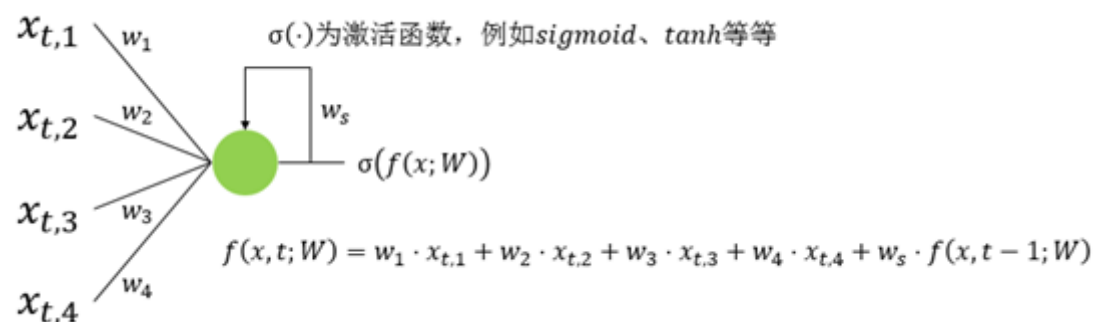 x_{t,1}
w_1
σ(·)为激活函数，例如sigmoid、tanh等等
x_{t,2}
w_2
w_s
σ(f(x;W))
x_{t,3}
w_3
f(x,t;W) = w_1 · x_{t,1} + w_2 · x_{t,2} + w_3 · x_{t,3} + w_4 · x_{t,4} + w_s · f(x,t−1;W)
x_{t,4}
w_4